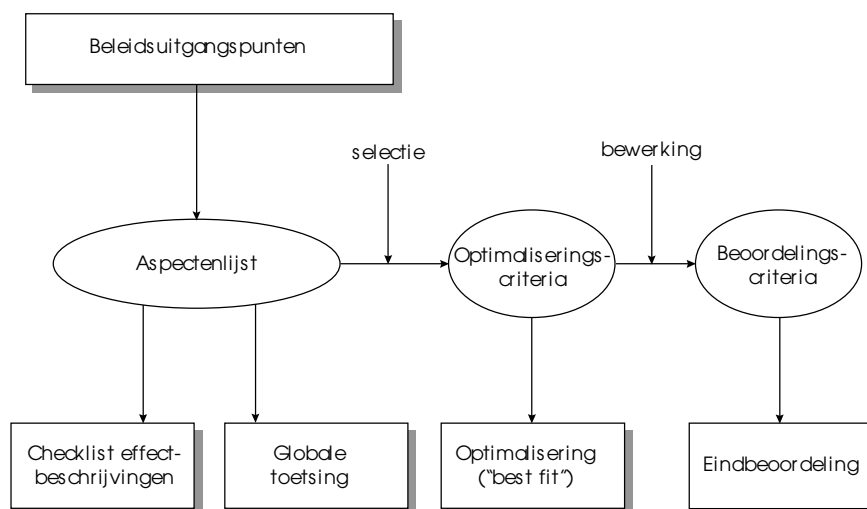 Beleidsuitgangspunten
selectie
bewerking
Aspectenlijst
Optimaliserings-
criteria
Beoordelings-
criteria
Checklist effect-
beschrijvingen
Globale
toetsing
Optimalisering
(“best fit”)
Eindbeoordeling